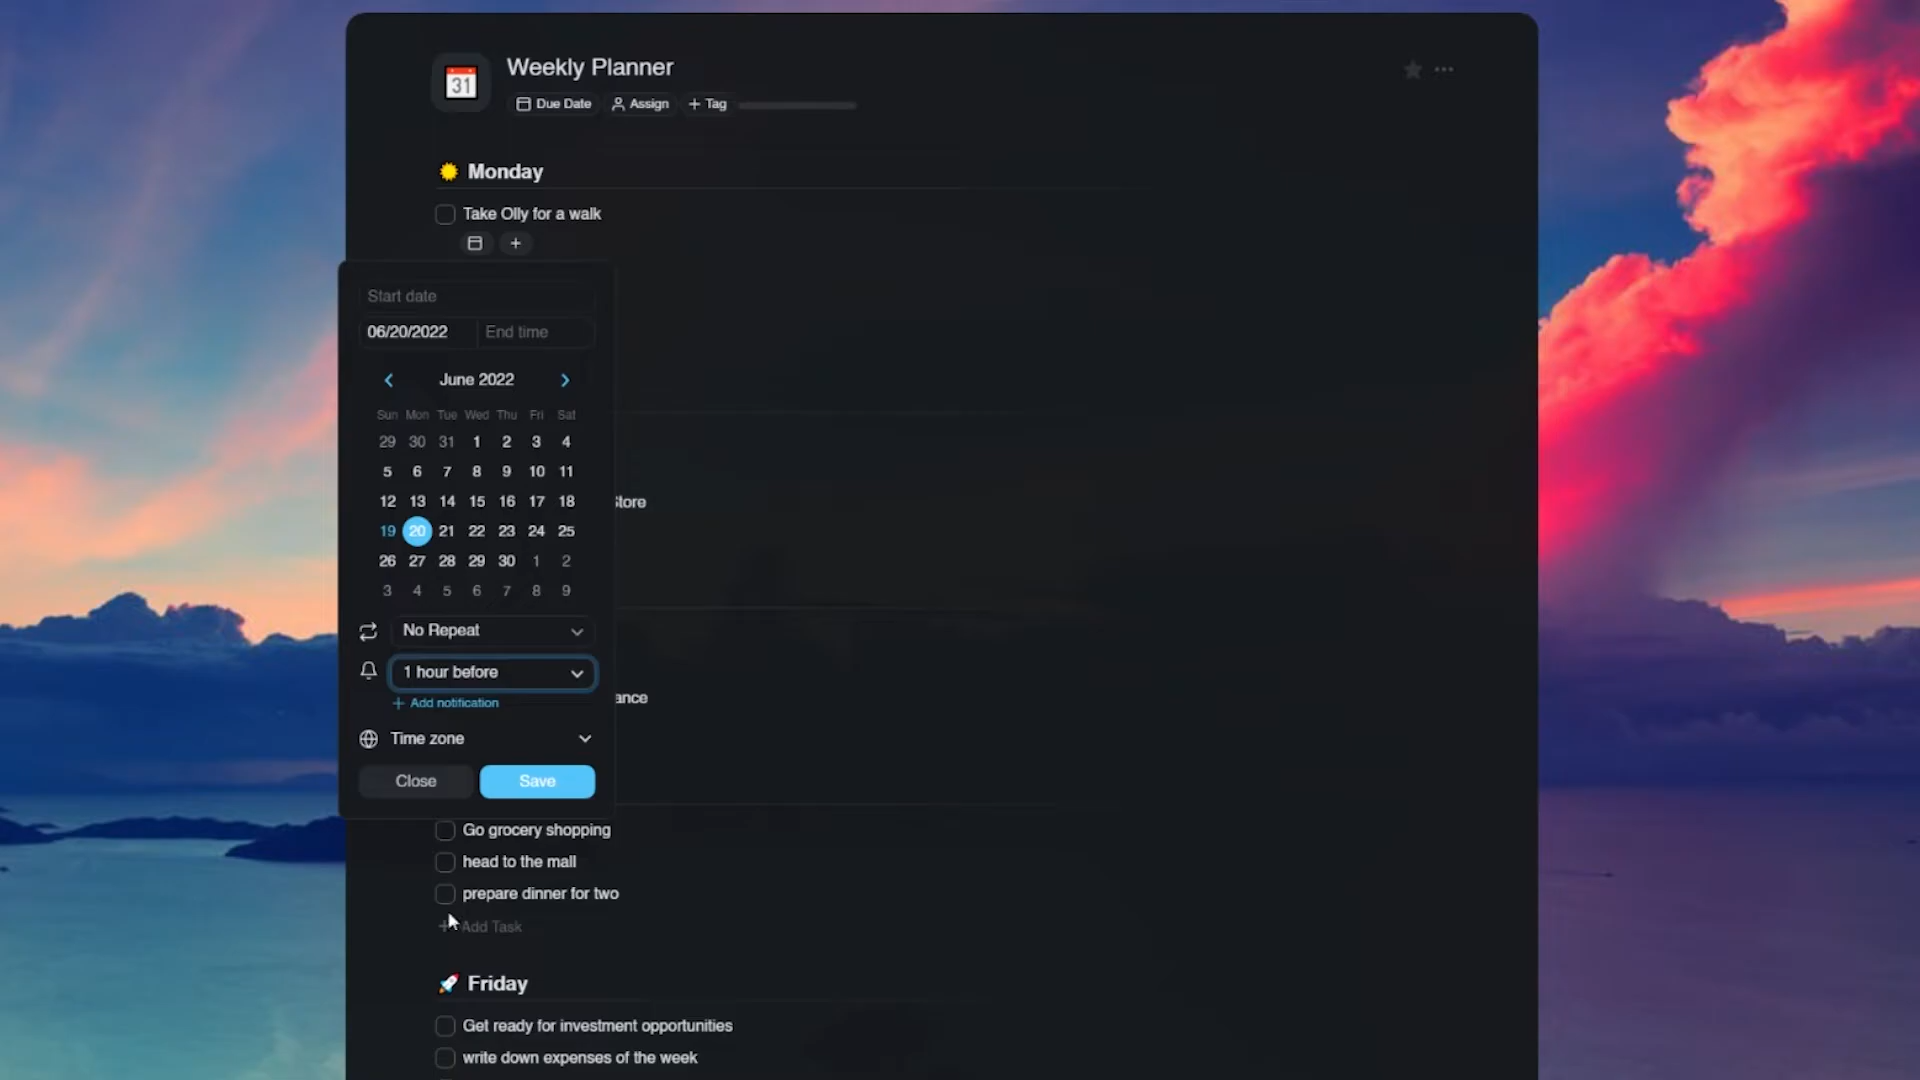 31
Weekly Planner
Due Date Assign + Tag
Monday
Take Olly for a walk
+
Start date
06/20/2022 End time
June 2022
Sun Mon Tue Wed Thu Fri Sat
29 30 31 1 2 3 4
5 6 7 8 9 10 11
12 13 14 15 16 17 18
19 20 21 22 23 24 25
26 27 28 29 30 1 2
3 4 5 6 7 8 9
No Repeat
1 hour before
+ Add notification
Time zone
Close Save
Store
ance
Go grocery shopping
head to the mall
prepare dinner for two
+ Add Task
Friday
Get ready for investment opportunities
write down expenses of the week